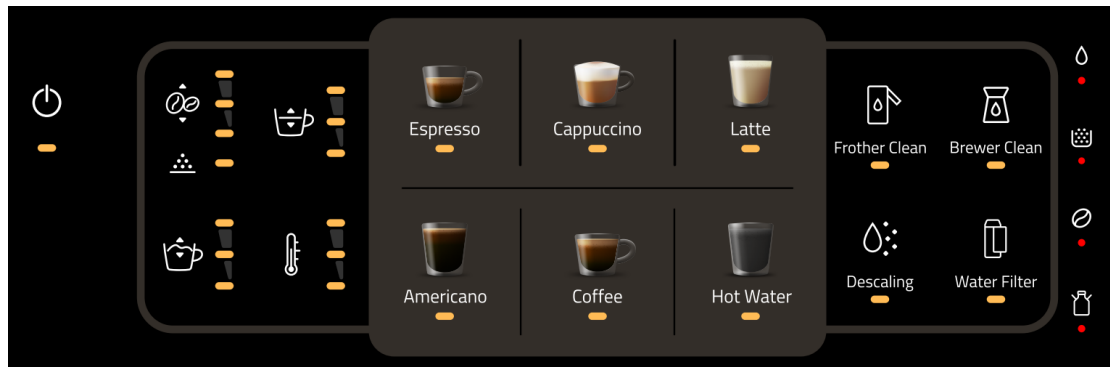 Espresso
Cappuccino
Latte
Frother Clean
Brewer Clean
Americano
Coffee
Hot Water
Descaling
Water Filter